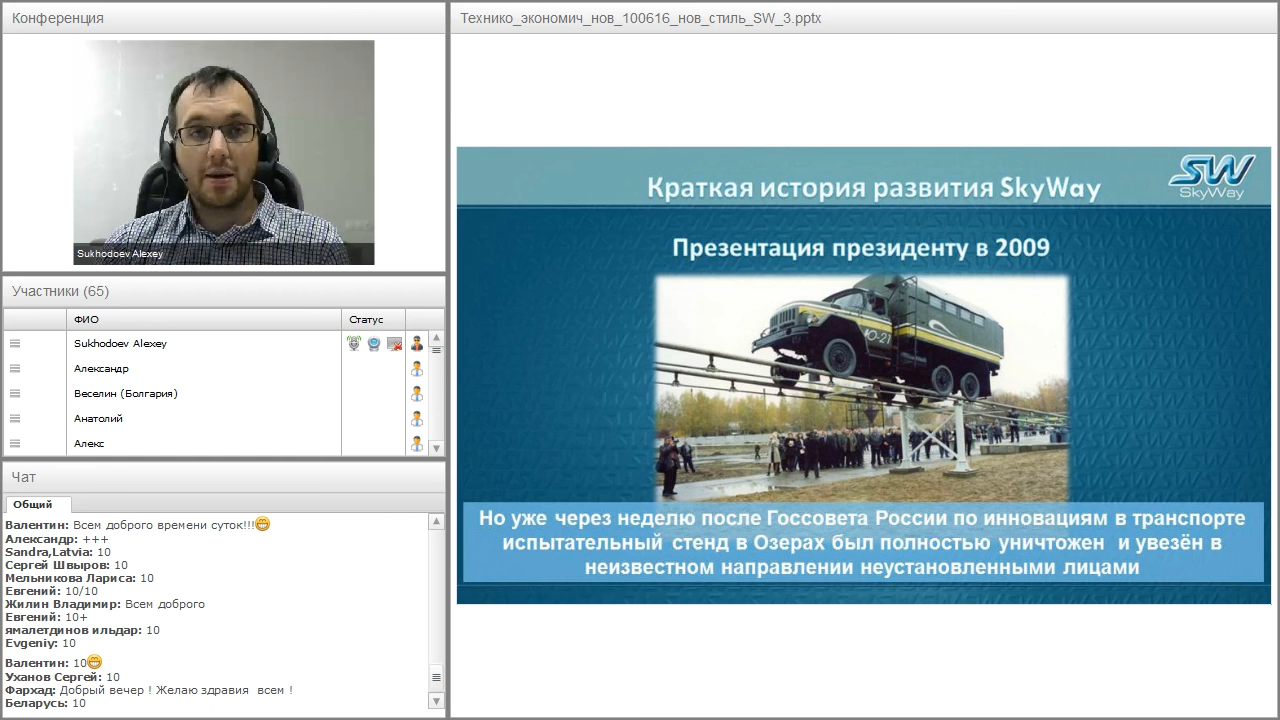 Конференция
Sukhodoev Alexey
Участники (65)
ФИО
Статус
Sukhodoev Alexey
Александр
Веселин (Болгария)
Анатолий
Алекс
Чат
Общий
Валентин: Всем доброго времени суток!!!
Александр: +++
Sandra,Latvia: 10
Сергей Швыров: 10
Мельникова Лариса: 10
Евгений: 10/10
Жилин Владимир: Всем доброго
Евгений: 10+
ямалетдинов ильдар: 10
Evgeniy: 10
Валентин: 10
Уханов Сергей: 10
Фархад: Добрый вечер ! Желаю здравия всем !
Беларусь: 10
Технико_экономич_нов_100616_нов_стиль_SW_3.pptx
Краткая история развития SkyWay
SW
SkyWay
Презентация президенту в 2009
Ю-21
Но уже через неделю после Госсовета России по инновациям в транспорте
испытательный стенд в Озерах был полностью уничтожен и увезён в
неизвестном направлении неустановленными лицами